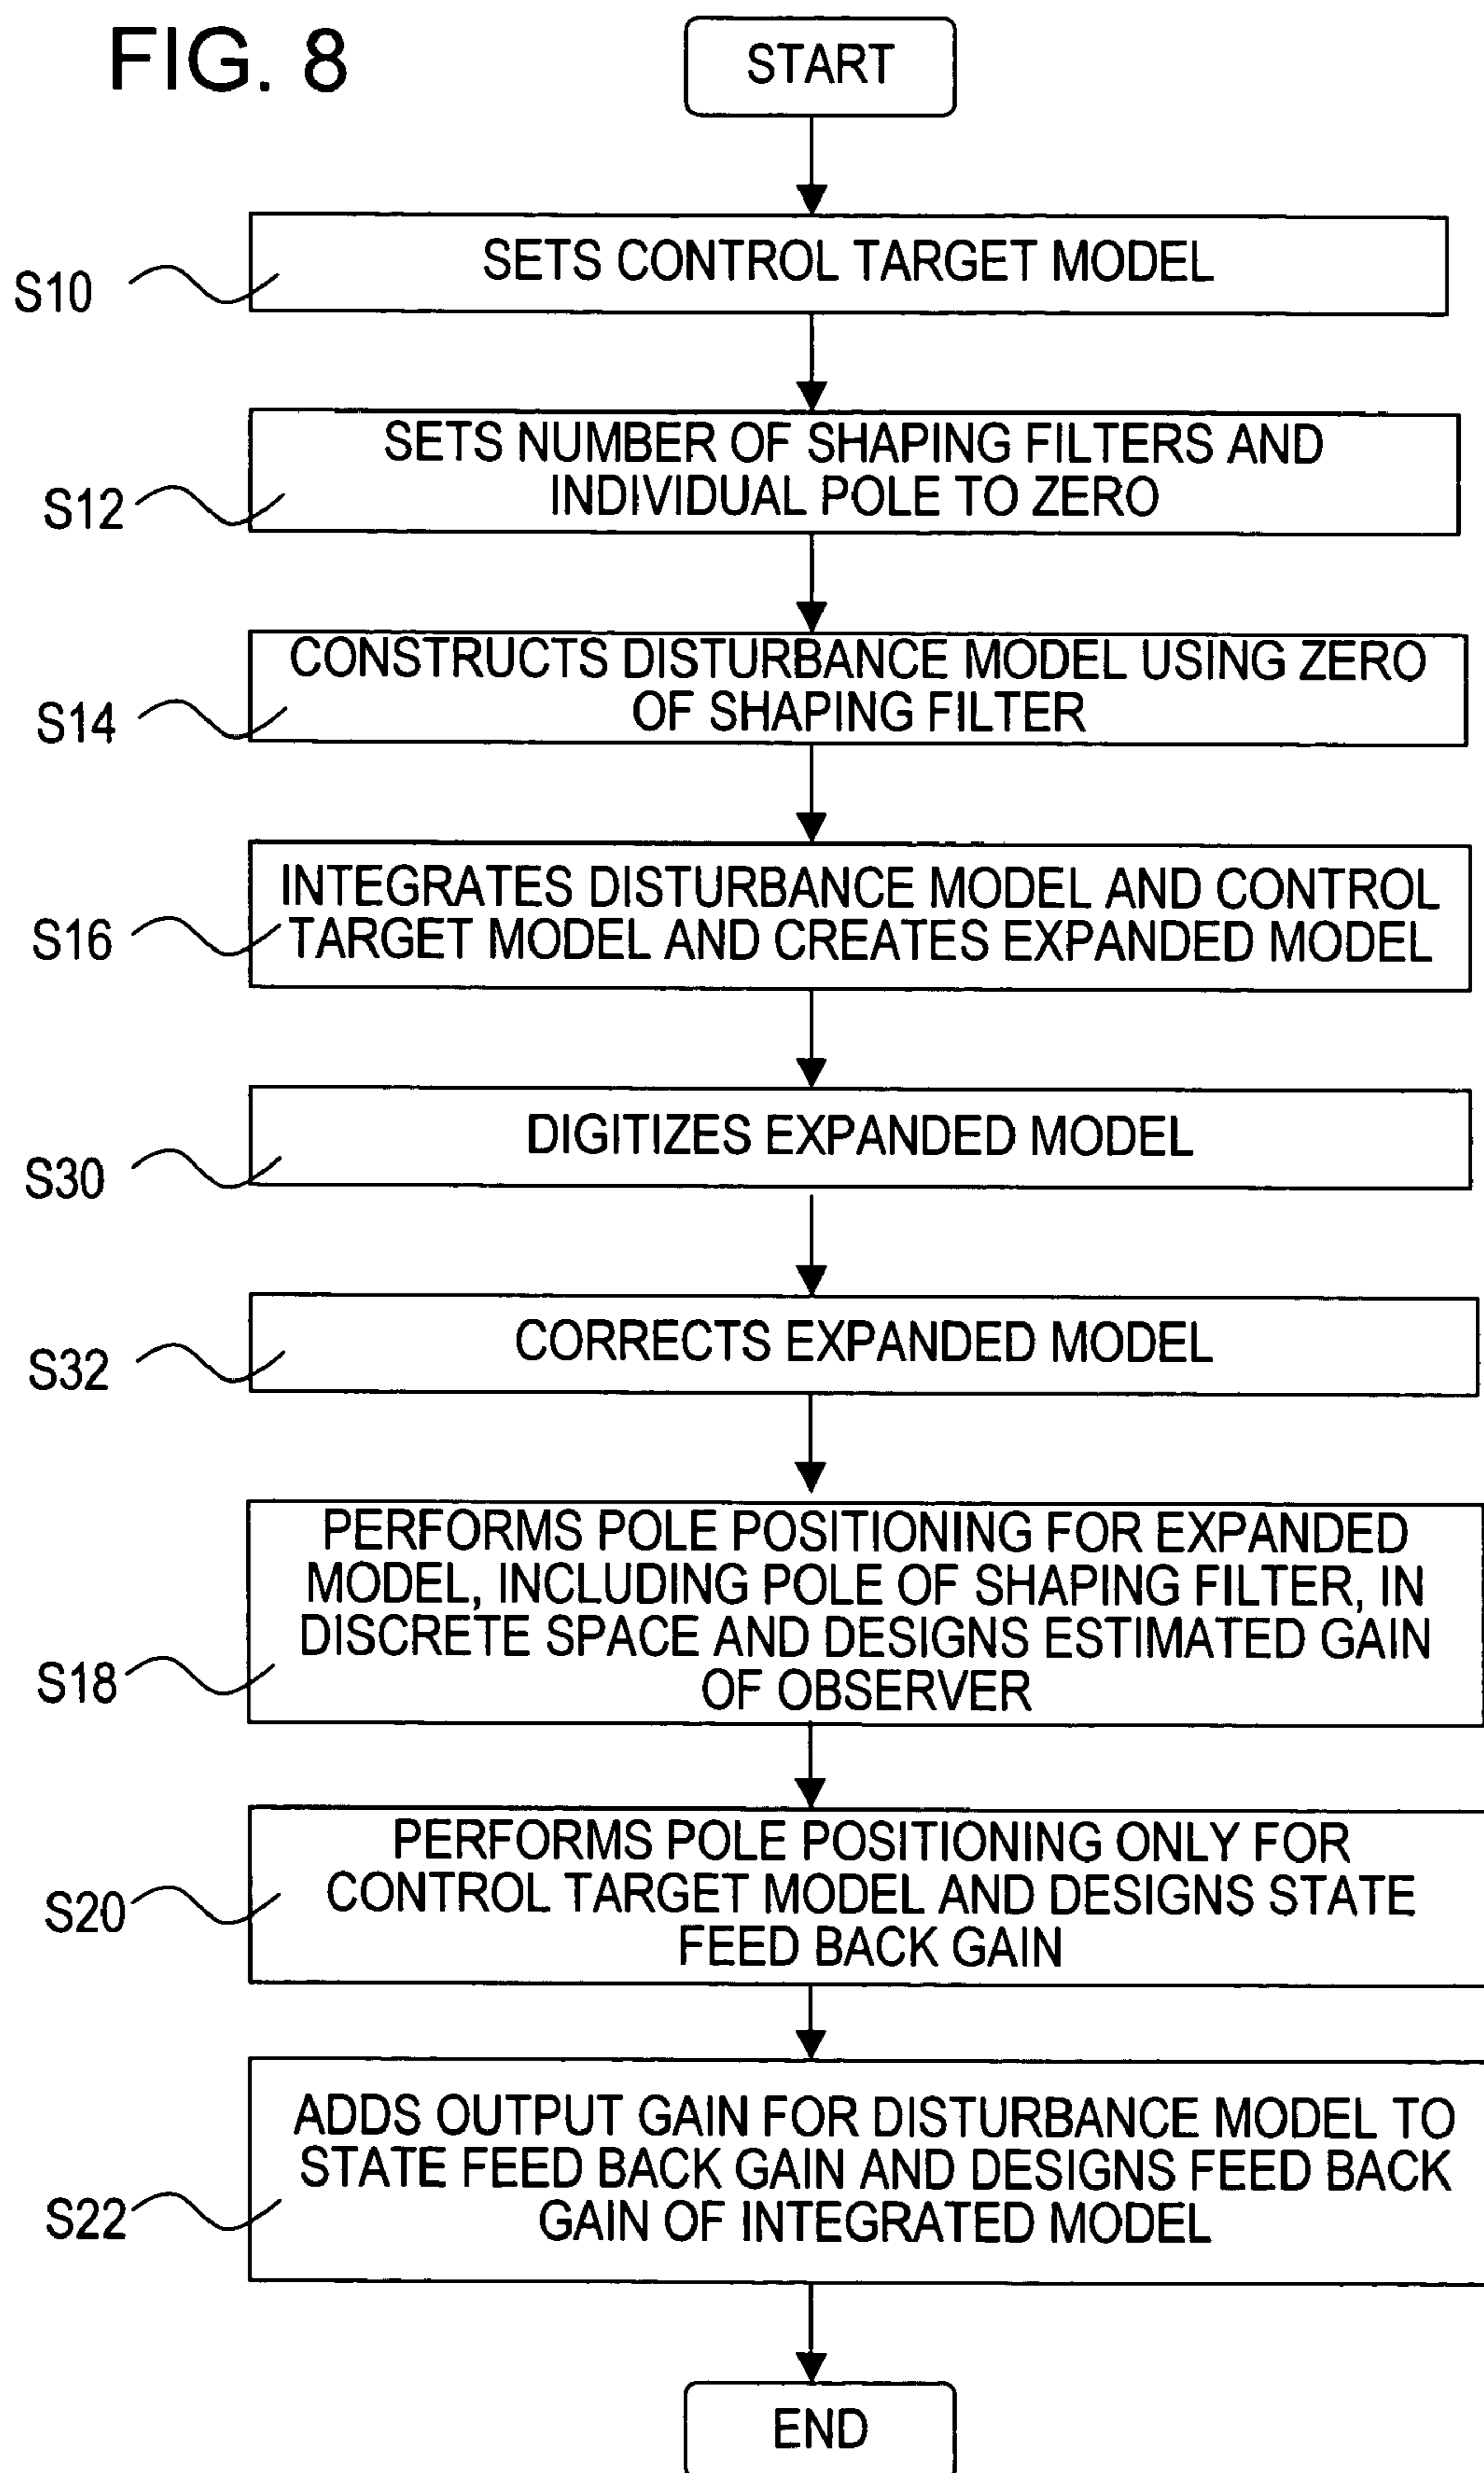 FIG. 8
START
S10
SETS CONTROL TARGET MODEL
S12
SETS NUMBER OF SHAPING FILTERS AND
INDIVIDUAL POLE TO ZERO
S14
CONSTRUCTS DISTURBANCE MODEL USING ZERO
OF SHAPING FILTER
S16
INTEGRATES DISTURBANCE MODEL AND CONTROL
TARGET MODEL AND CREATES EXPANDED MODEL
S30
DIGITIZES EXPANDED MODEL
S32
CORRECTS EXPANDED MODEL
S18
PERFORMS POLE POSITIONING FOR EXPANDED
MODEL, INCLUDING POLE OF SHAPING FILTER, IN
DISCRETE SPACE AND DESIGNS ESTIMATED GAIN
OF OBSERVER
S20
PERFORMS POLE POSITIONING ONLY FOR
CONTROL TARGET MODEL AND DESIGNS STATE
FEED BACK GAIN
S22
ADDS OUTPUT GAIN FOR DISTURBANCE MODEL TO
STATE FEED BACK GAIN AND DESIGNS FEED BACK
GAIN OF INTEGRATED MODEL
END